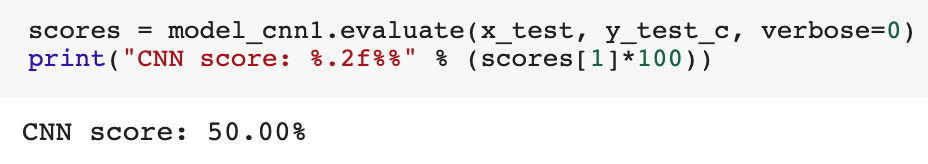 scores = model_cnn1.evaluate(x_test, y_test_c, verbose=0)
print("CNN score: %.2f%%" % (scores[1]*100))
CNN score: 50.00%